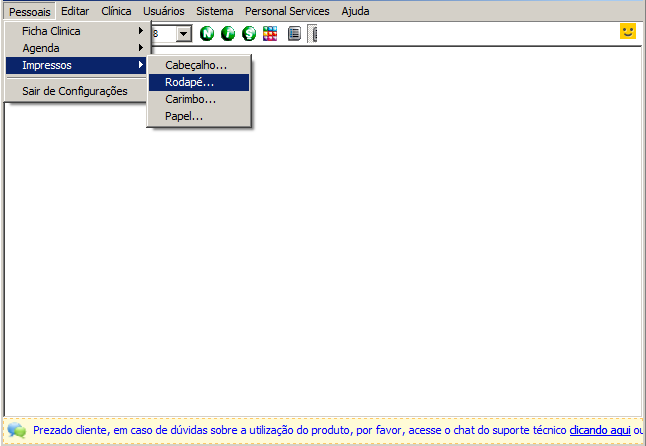 Pessoais Editar Clínica Usuários Sistema Personal Services Ajuda
8 N i S
Ficha Clinica
Agenda
Impressos
Sair de Configurações
Cabeçalho...
Rodapé...
Carimbo...
Papel...
Prezado cliente, em caso de dúvidas sobre a utilização do produto, por favor, acesse o chat do suporte técnico clicando aqui ou